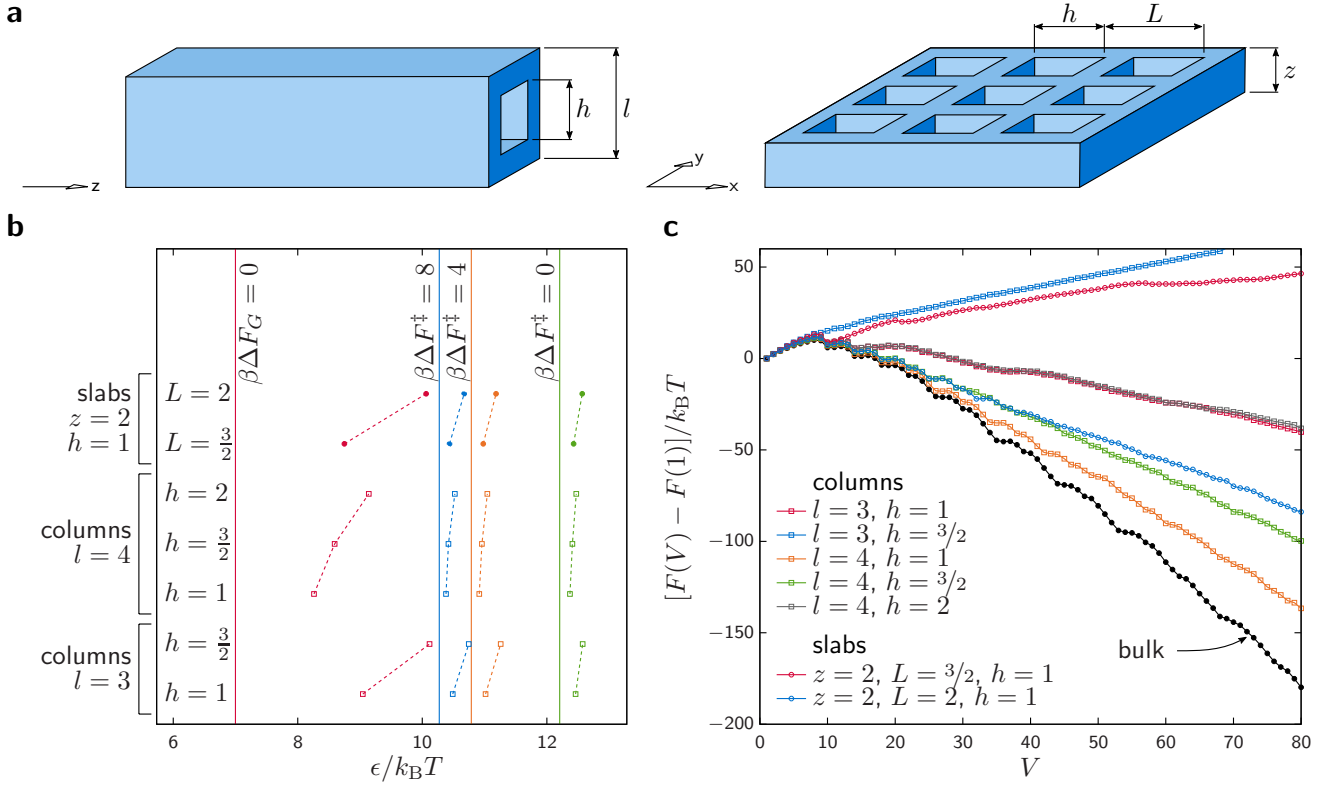 a
h
l
z
h
L
z
y
x
b
βΔF_G = 0
βΔF‡ = 8
βΔF‡ = 4
βΔF‡ = 0
slabs
z = 2
h = 1
L = 2
L = 3/2
columns
l = 4
h = 2
h = 3/2
h = 1
columns
l = 3
h = 3/2
h = 1
6 8 10 12
ϵ/k_BT
c
[F(V) − F(1)]/k_BT
50
0
−50
−100
−150
−200
columns
l = 3, h = 1
l = 3, h = 3/2
l = 4, h = 1
l = 4, h = 3/2
l = 4, h = 2
slabs
z = 2, L = 3/2, h = 1
z = 2, L = 2, h = 1
bulk
0 10 20 30 40 50 60 70 80
V